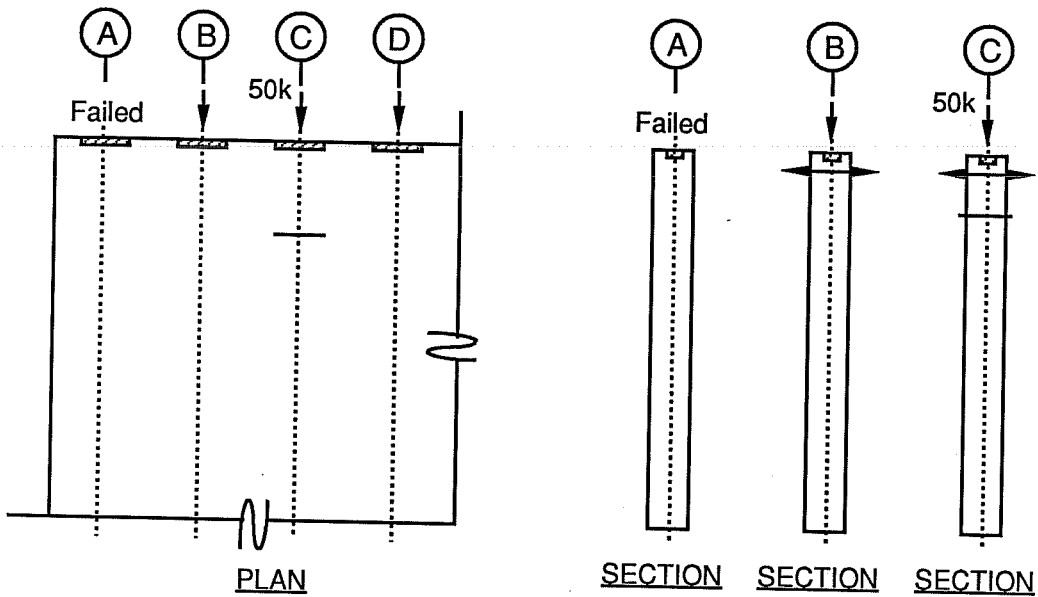 A B C D
50k
Failed
PLAN
A
Failed
SECTION
B
SECTION
C
50k
SECTION